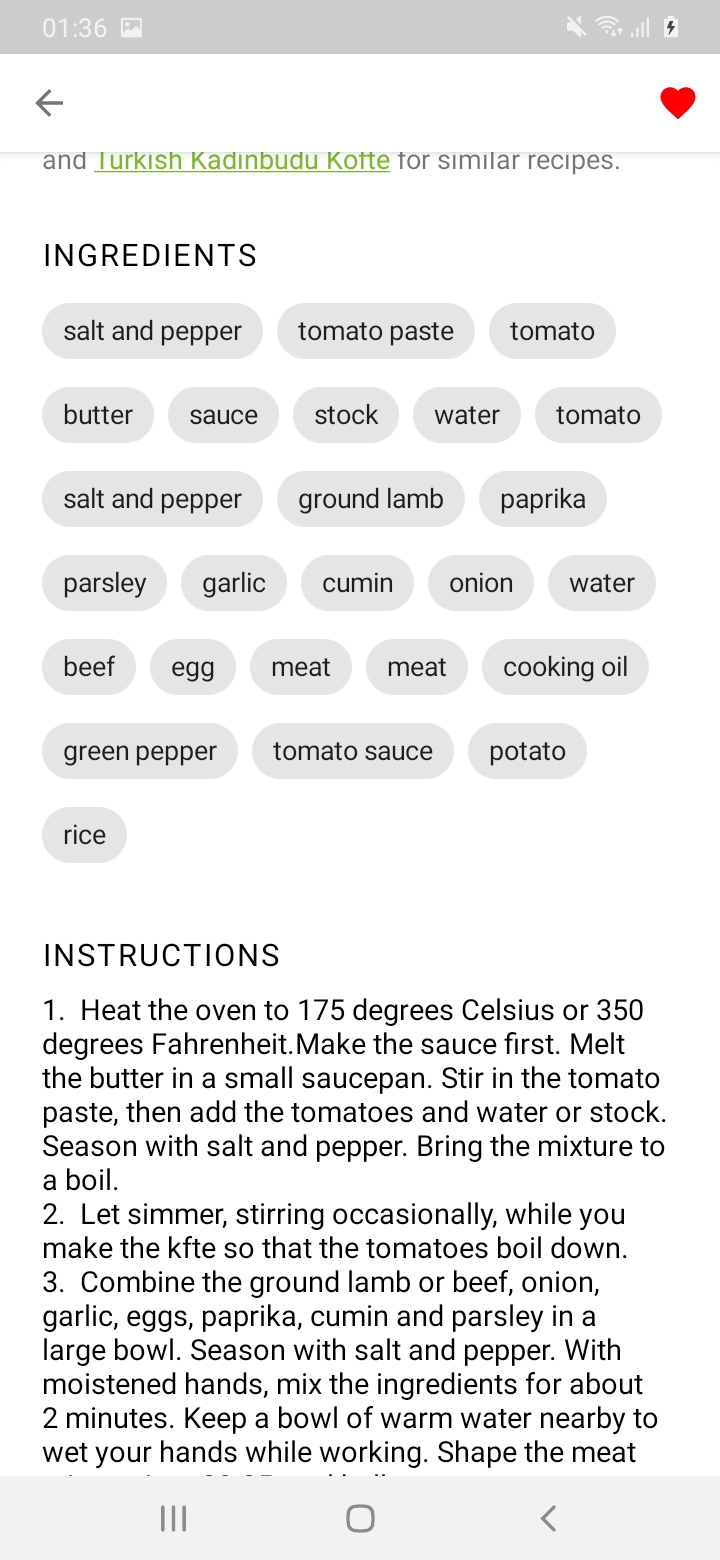 01:36
and Turkish Kadinbudu Kofte for similar recipes.
INGREDIENTS
salt and pepper tomato paste tomato
butter sauce stock water tomato
salt and pepper ground lamb paprika
parsley garlic cumin onion water
beef egg meat meat cooking oil
green pepper tomato sauce potato
rice
INSTRUCTIONS
1. Heat the oven to 175 degrees Celsius or 350
degrees Fahrenheit.Make the sauce first. Melt
the butter in a small saucepan. Stir in the tomato
paste, then add the tomatoes and water or stock.
Season with salt and pepper. Bring the mixture to
a boil.
2. Let simmer, stirring occasionally, while you
make the kfte so that the tomatoes boil down.
3. Combine the ground lamb or beef, onion,
garlic, eggs, paprika, cumin and parsley in a
large bowl. Season with salt and pepper. With
moistened hands, mix the ingredients for about
2 minutes. Keep a bowl of warm water nearby to
wet your hands while working. Shape the meat